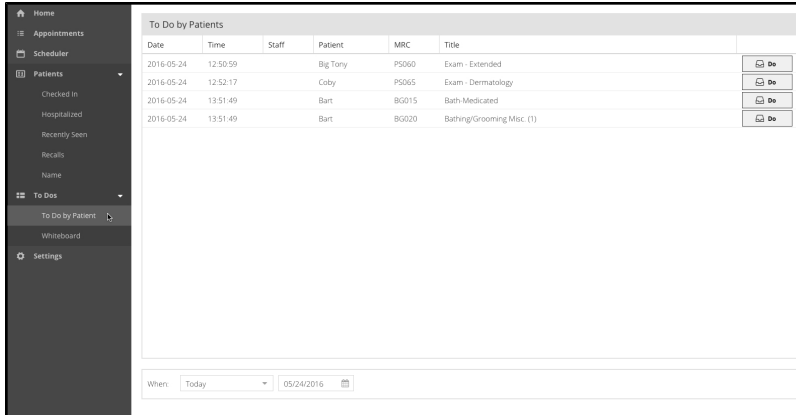 Home
Appointments
Scheduler
Patients
Checked In
Hospitalized
Recently Seen
Recalls
Name
To Dos
To Do by Patient
Whiteboard
Settings
To Do by Patients
Date Time Staff Patient MRC Title
2016-05-24 12:50:59 Big Tony PS060 Exam - Extended Do
2016-05-24 12:52:17 Coby PS065 Exam - Dermatology Do
2016-05-24 13:51:49 Bart BG015 Bath-Medicated Do
2016-05-24 13:51:49 Bart BG020 Bathing/Grooming Misc. (1) Do
When: Today 05/24/2016